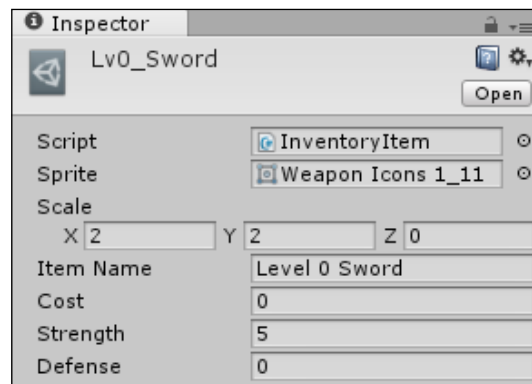 Inspector
Lv0_Sword
Open
Script InventoryItem
Sprite Weapon Icons 1_11
Scale
X 2 Y 2 Z 0
Item Name Level 0 Sword
Cost 0
Strength 5
Defense 0